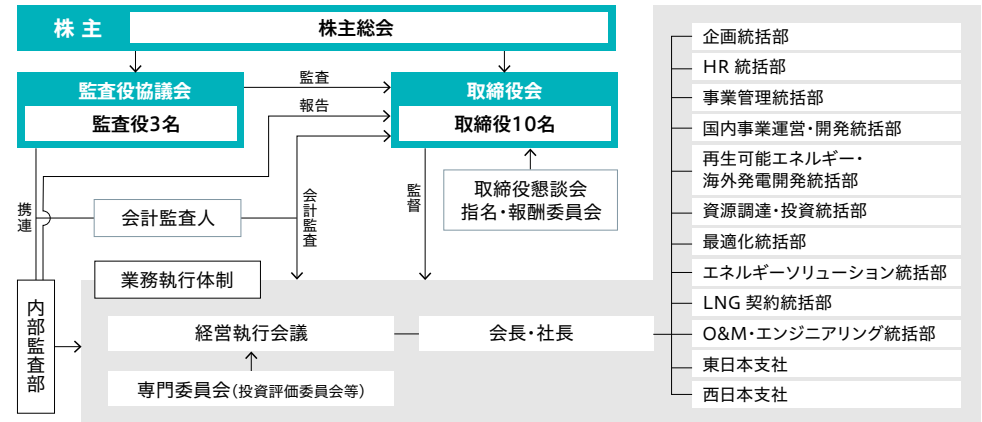 株 主
株主総会
監査役協議会
監査役3名
監査
報告
取締役会
取締役10名
携連
会計監査人
会計監査
監督
取締役懇談会
指名・報酬委員会
業務執行体制
内部監査部
経営執行会議
会長・社長
専門委員会(投資評価委員会等)
企画統括部
HR 統括部
事業管理統括部
国内事業運営・開発統括部
再生可能エネルギー・
海外発電開発統括部
資源調達・投資統括部
最適化統括部
エネルギーソリューション統括部
LNG 契約統括部
O&M・エンジニアリング統括部
東日本支社
西日本支社